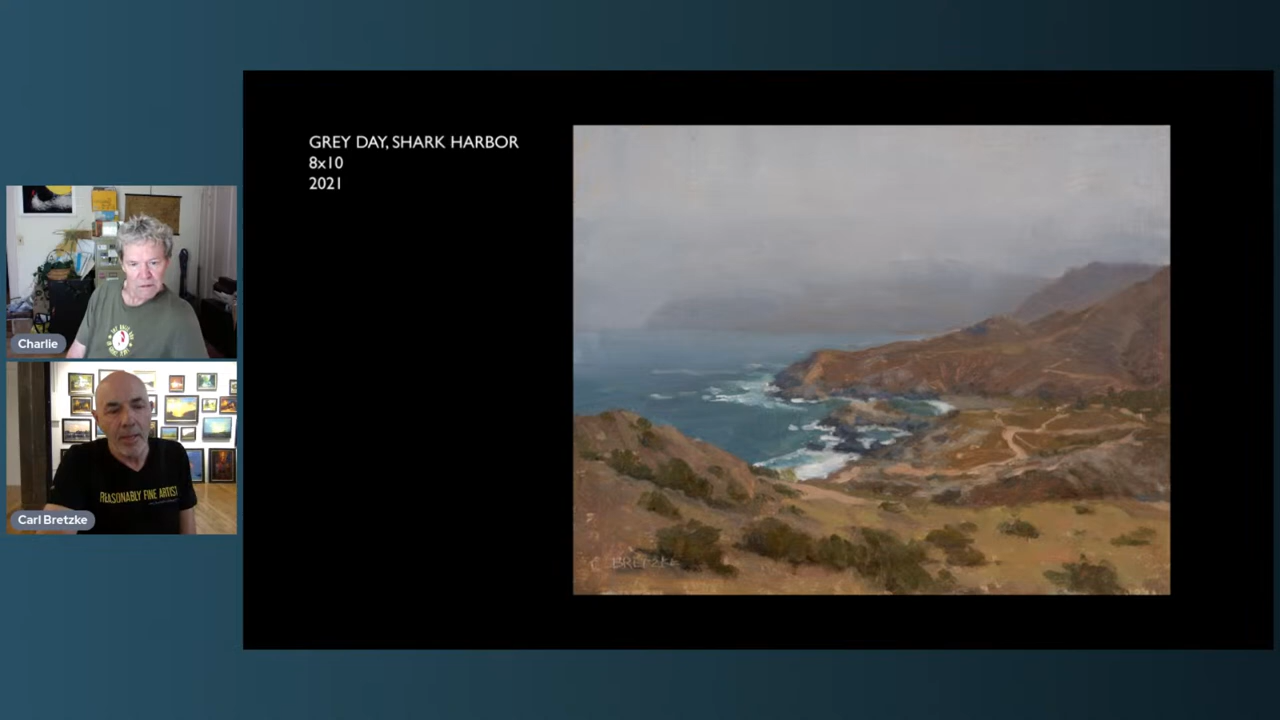 GREY DAY, SHARK HARBOR
8x10
2021
Charlie
REASONABLY FINE ARTIST
Carl Bretzke
C BRETZKE